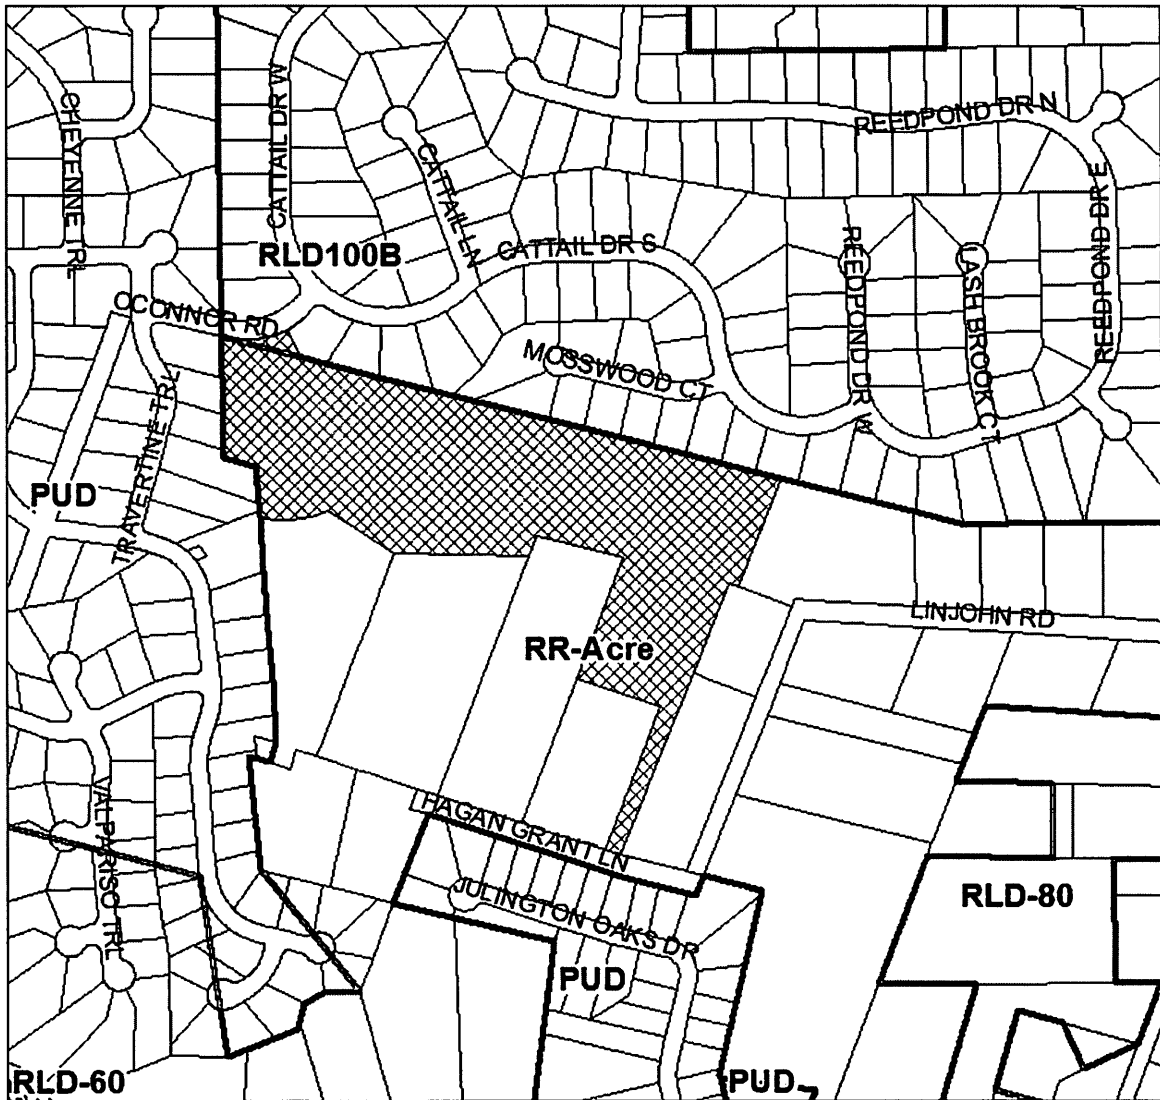 REEDPOND DR N
CHEYENNE TRL
CATTAIL DR W
CATTAIL LN
REEDPOND DR E
CATTAIL DR S
RLD100B
REEDPOND DR W
LASHBROOK CT
OCONNOR RD
MOSSWOOD CT
TRAVERTINE TRL
PUD
LINJOHN RD
RR-Acre
HAGAN GRANT LN
VALPARISO TRL
JULINGTON OAKS DR
RLD-80
PUD
RLD-60
PUD